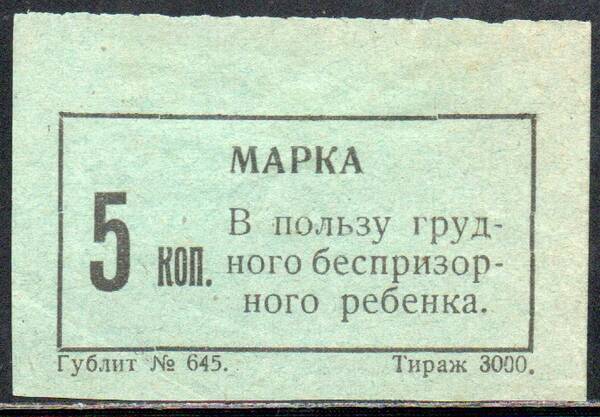 МАРКА
5 КОП.
В пользу груд-
ного беспризор-
ного ребенка.
Гублит № 645.
Тираж 3000.